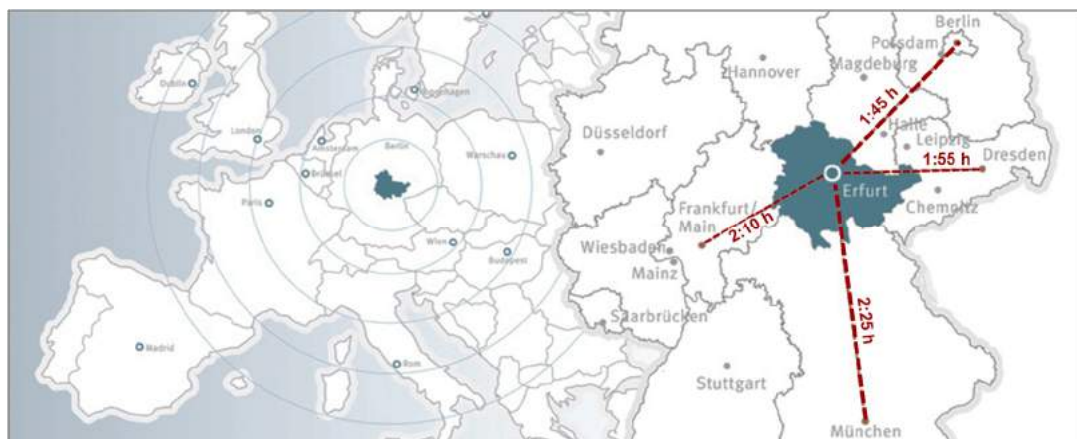 Dublin
London
Amsterdam
Brüssel
Paris
Kopenhagen
Berlin
Warschau
Wien
Budapest
Madrid
Rom
Berlin
Potsdam
Magdeburg
Hannover
1:45 h
Halle
Leipzig
Düsseldorf
1:55 h
Dresden
Erfurt
Chemnitz
Frankfurt/
Main
2:10 h
Wiesbaden
Mainz
2:25 h
Saarbrücken
Stuttgart
München